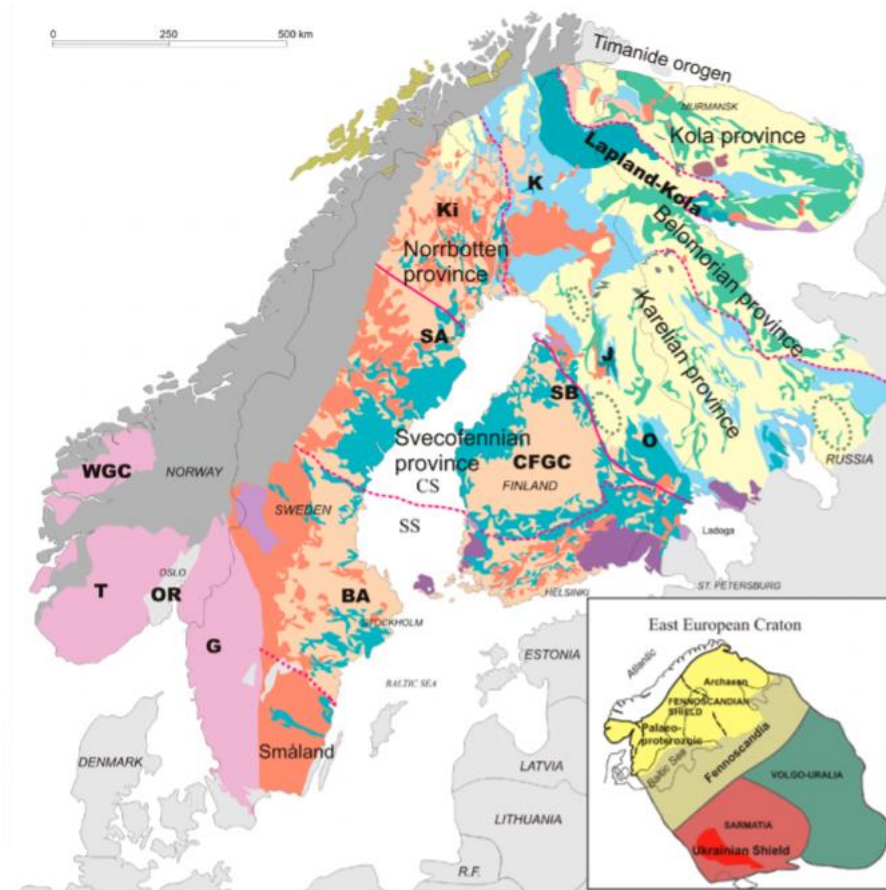 0 250 500 km
Timanide orogen
MURMANSK
Kola province
Lapland-Kola
K
Ki
Norrbotten
province
Belomorian province
Karelian province
SA
J
SB
O
Svecofennian
province
CFGC
CS
FINLAND
RUSSIA
WGC
NORWAY
SWEDEN
SS
Ladoga
T
OSLO
OR
BA
HELSINKI
ST. PETERSBURG
G
STOCKHOLM
East European Craton
ESTONIA
BALTIC SEA
Atlantic
Archaean
FENNOSCANDIAN
SHIELD
Palaeo-
proterozoic
Baltic Sea
Fennoscandia
VOLGO-URALIA
Småland
DENMARK
LATVIA
SARMATIA
LITHUANIA
Ukrainian Shield
R.F.